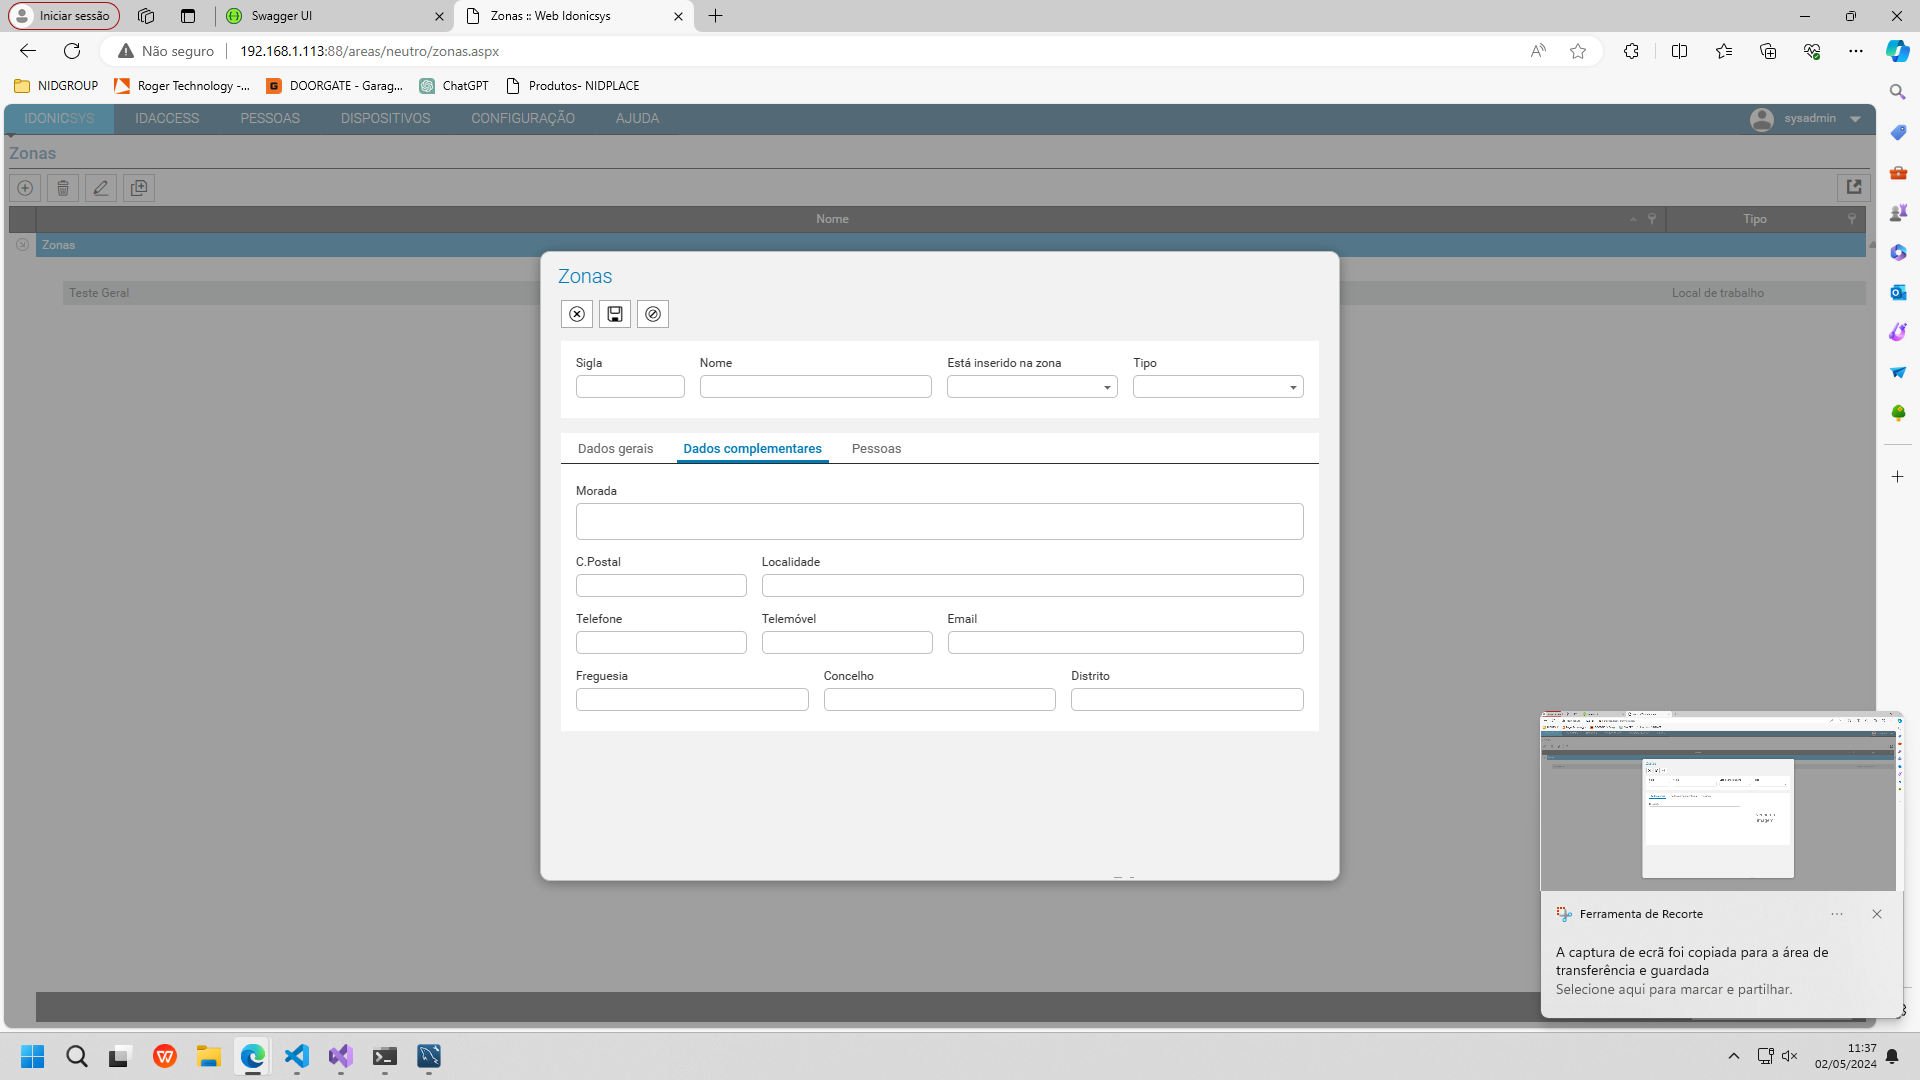 Iniciar sessão
Swagger UI
Zonas :: Web Idonicsys
Não seguro
192.168.1.113:88/areas/neutro/zonas.aspx
NIDGROUP
Roger Technology -...
DOORGATE - Garag...
ChatGPT
Produtos- NIDPLACE
IDONICSYS
IDACCESS
PESSOAS
DISPOSITIVOS
CONFIGURAÇÃO
AJUDA
sysadmin
Zonas
Nome
Tipo
Zonas
Teste Geral
Local de trabalho
Zonas
Sigla
Nome
Está inserido na zona
Tipo
Dados gerais
Dados complementares
Pessoas
Morada
C.Postal
Localidade
Telefone
Telemóvel
Email
Freguesia
Concelho
Distrito
Ferramenta de Recorte
A captura de ecrã foi copiada para a área de
transferência e guardada
Selecione aqui para marcar e partilhar.
11:37
02/05/2024